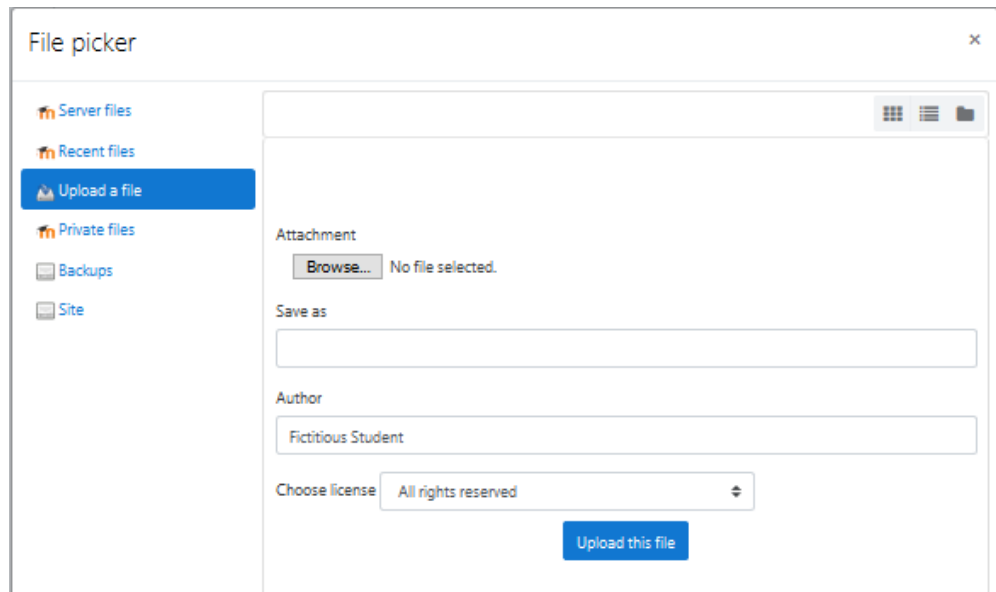 File picker
×
Server files
Recent files
Upload a file
Private files
Backups
Site
Attachment
Browse... No file selected.
Save as
Author
Fictitious Student
Choose license All rights reserved
Upload this file